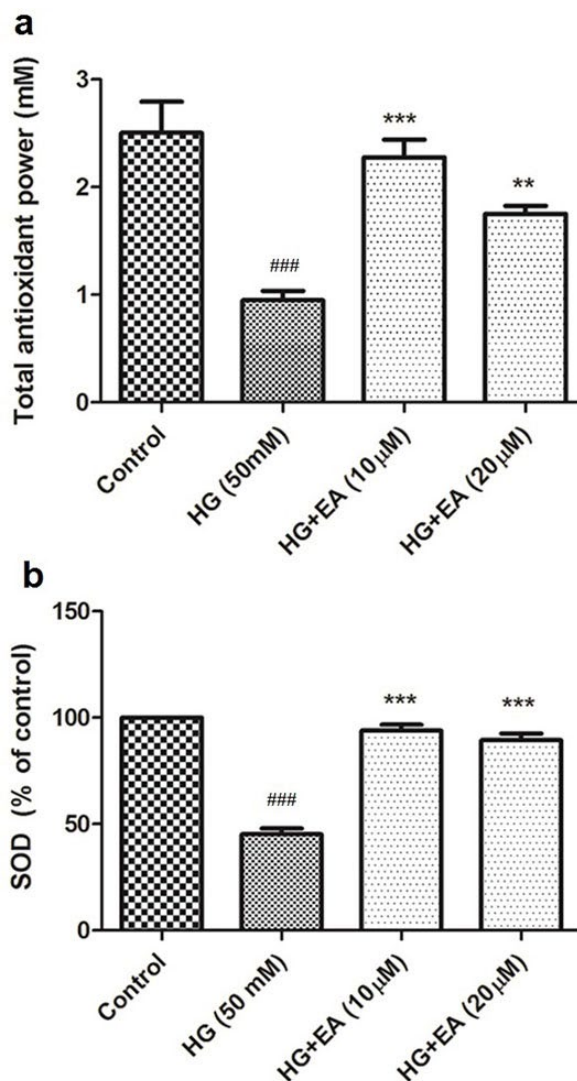 a
Total antioxidant power (mM)
3
2
1
0
###
***
**
Control
HG (50mM)
HG+EA (10µM)
HG+EA (20µM)
b
SOD (% of control)
150
100
50
0
###
***
***
Control
HG (50 mM)
HG+EA (10µM)
HG+EA (20µM)